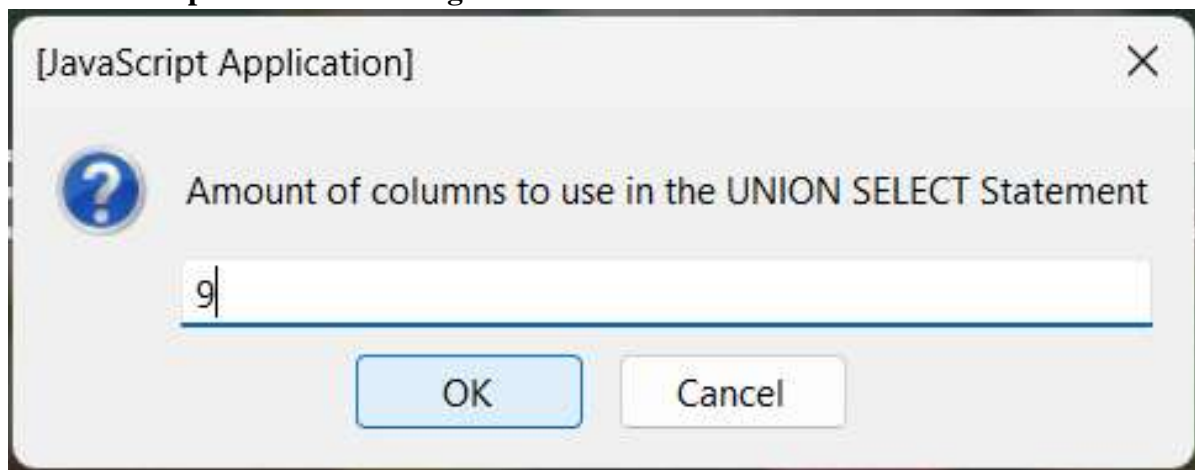 [JavaScript Application]
Amount of columns to use in the UNION SELECT Statement
9
OK
Cancel